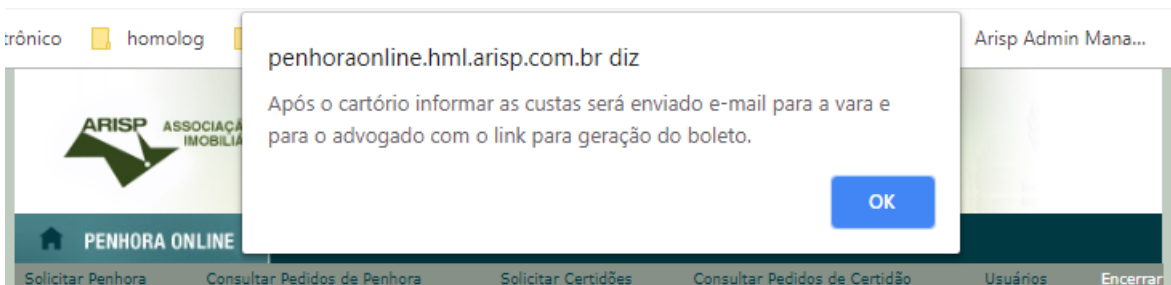 trônico homolog Arisp Admin Mana...
penhoraonline.hml.arisp.com.br diz
Após o cartório informar as custas será enviado e-mail para a vara e
para o advogado com o link para geração do boleto.
OK
ARISP ASSOCIAÇÃ
IMOBILIÁ
PENHORA ONLINE
Solicitar Penhora Consultar Pedidos de Penhora Solicitar Certidões Consultar Pedidos de Certidão Usuários Encerrar